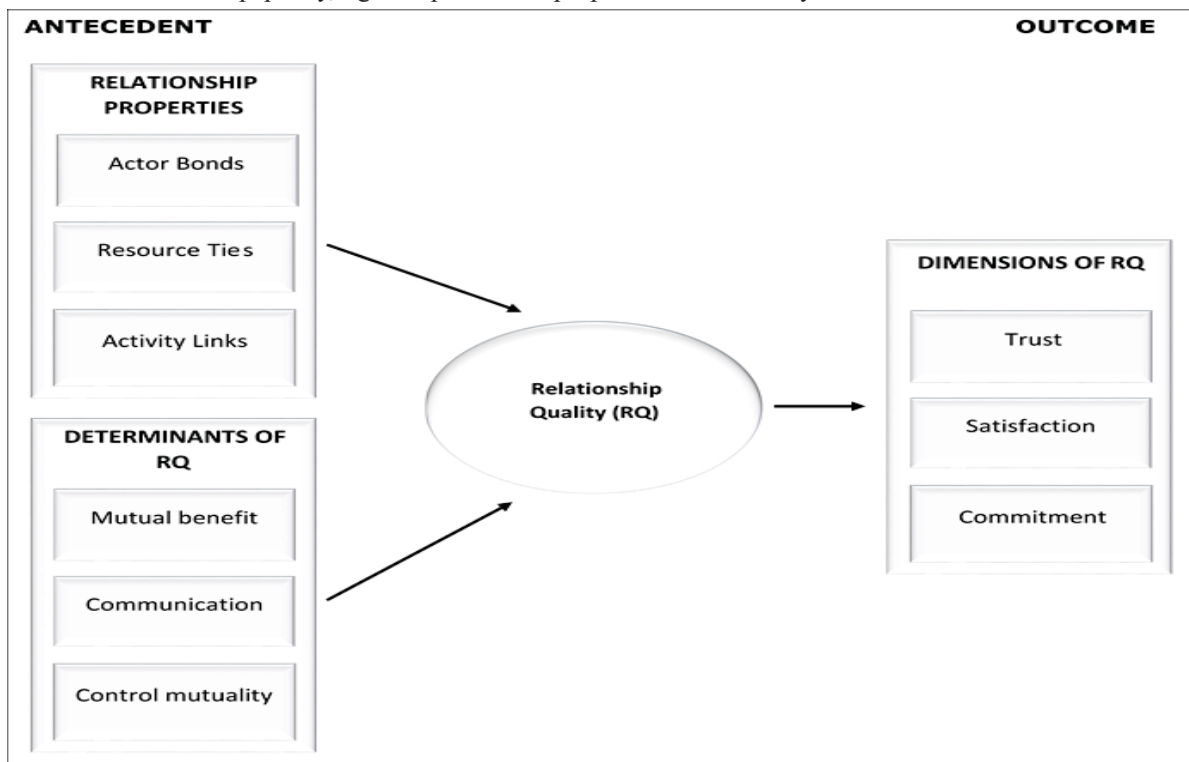 ANTECEDENT
OUTCOME
RELATIONSHIP
PROPERTIES
Actor Bonds
Resource Ties
Activity Links
DETERMINANTS OF
RQ
Mutual benefit
Communication
Control mutuality
Relationship
Quality (RQ)
DIMENSIONS OF RQ
Trust
Satisfaction
Commitment